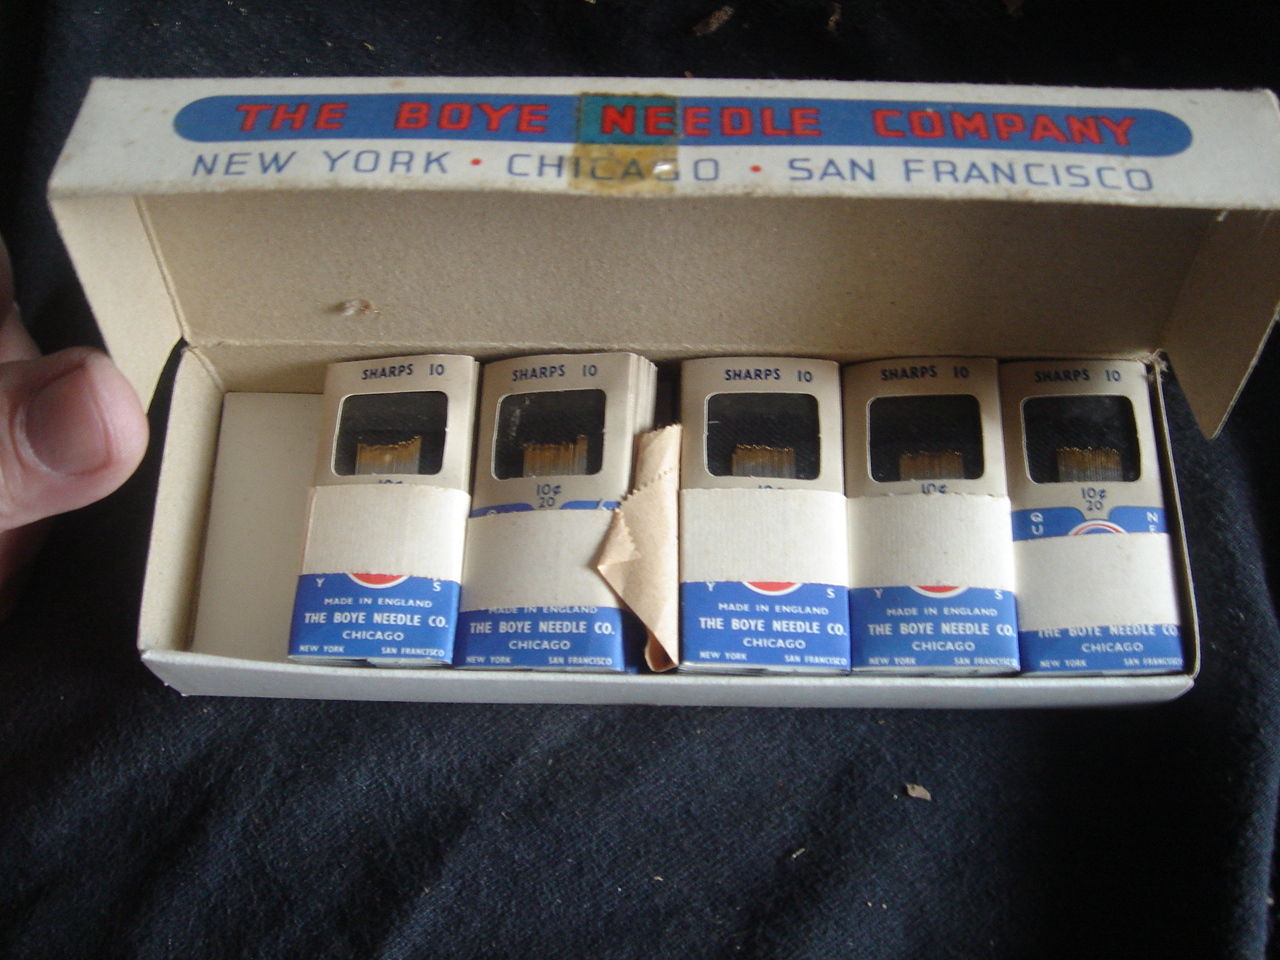 THE BOYE NEEDLE COMPANY
NEW YORK • CHICAGO • SAN FRANCISCO
SHARPS 10
10¢
Y S
MADE IN ENGLAND
THE BOYE NEEDLE CO.
CHICAGO
NEW YORK SAN FRANCISCO
SHARPS 10
10¢
20
MADE IN ENGLAND
THE BOYE NEEDLE CO.
CHICAGO
NEW YORK SAN FRANCISCO
SHARPS 10
Y S
MADE IN ENGLAND
THE BOYE NEEDLE CO.
CHICAGO
NEW YORK SAN FRANCISCO
SHARPS 10
10¢
Y S
MADE IN ENGLAND
THE BOYE NEEDLE CO.
CHICAGO
NEW YORK SAN FRANCISCO
SHARPS 10
10¢
20
QU NE
THE BOYE NEEDLE CO.
CHICAGO
NEW YORK SAN FRANCISCO